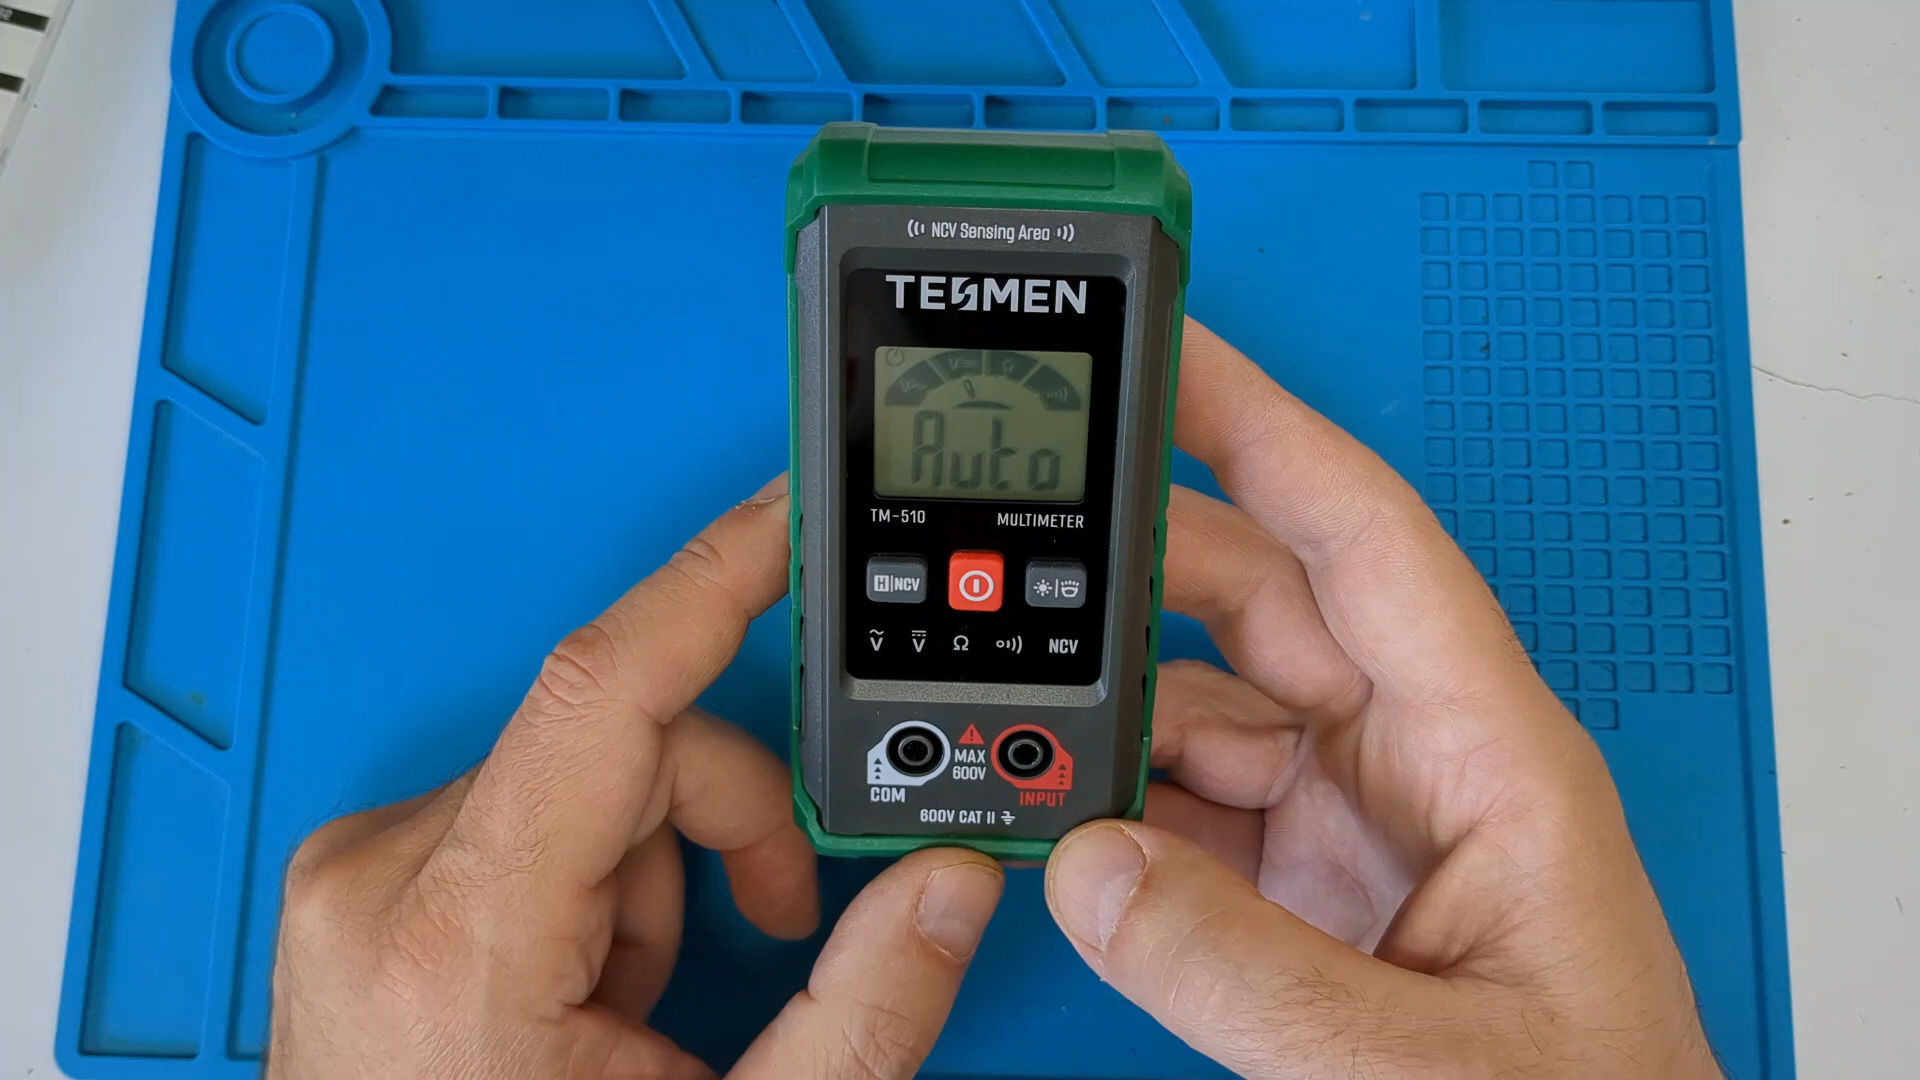 NCV Sensing Area
TESMEN
V V Ω
Auto
TM-510 MULTIMETER
H|NCV
V V Ω NCV
MAX
600V
COM INPUT
600V CAT II